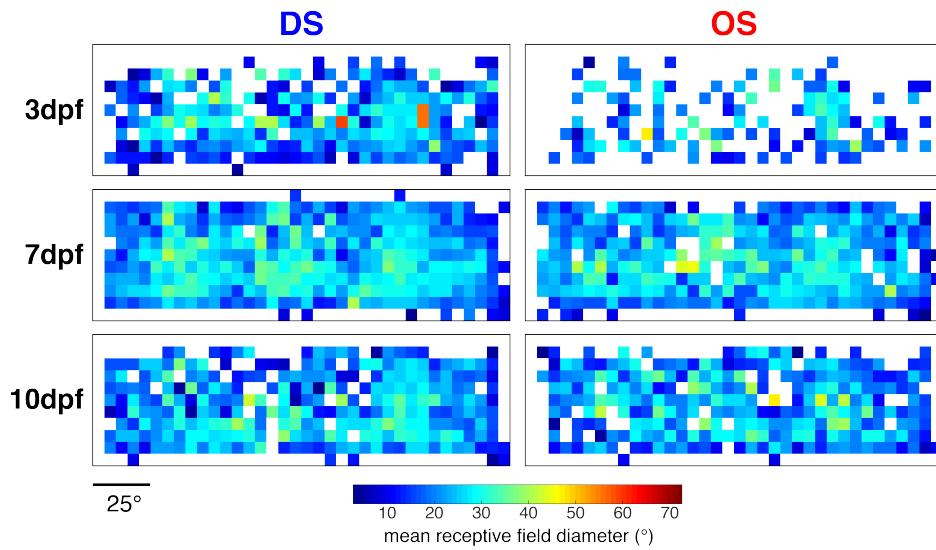 DS OS
3dpf
7dpf
10dpf
25°
10 20 30 40 50 60 70
mean receptive field diameter (°)